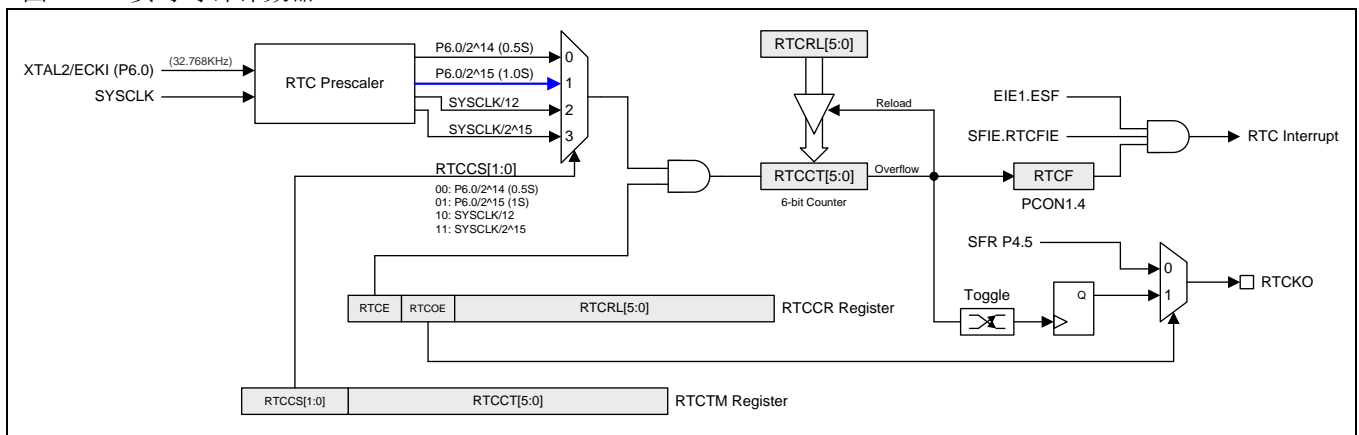 P6.0/2^14 (0.5S)
RTCRL[5:0]
XTAL2/ECKI (P6.0)
(32.768KHz)
0
RTC Prescaler
P6.0/2^15 (1.0S)
1
SYSCLK
SYSCLK/12
2
SYSCLK/2^15
3
Reload
EIE1.ESF
SFIE.RTCFIE
RTC Interrupt
RTCCS[1:0]
00: P6.0/2^14 (0.5S)
01: P6.0/2^15 (1S)
10: SYSCLK/12
11: SYSCLK/2^15
RTCCT[5:0]
Overflow
6-bit Counter
RTCF
PCON1.4
SFR P4.5
0
1
RTCKO
Toggle
Q
RTCE
RTCOE
RTCRL[5:0]
RTCCR Register
RTCCS[1:0]
RTCCT[5:0]
RTCTM Register